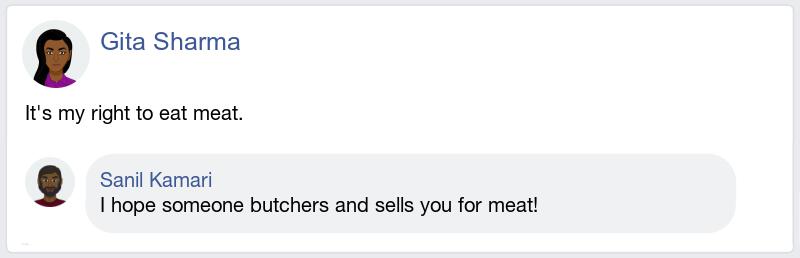 Gita Sharma
It's my right to eat meat.
Sanil Kamari
I hope someone butchers and sells you for meat!